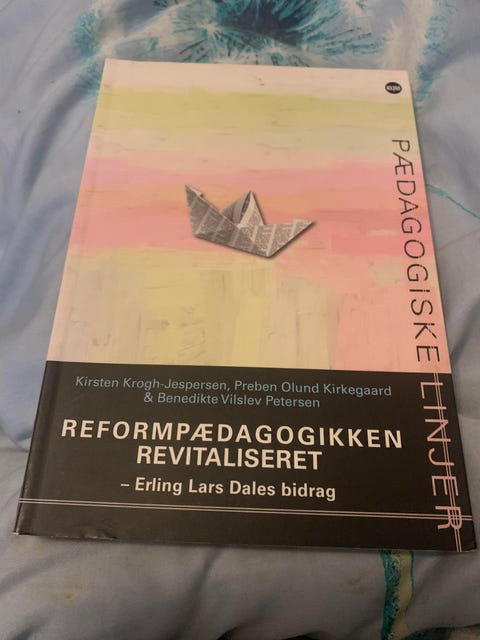 PÆDAGOGISKE LINJER
Kirsten Krogh-Jespersen, Preben Olund Kirkegaard
& Benedikte Vilslev Petersen
REFORMPÆDAGOGIKKEN
REVITALISERET
– Erling Lars Dales bidrag